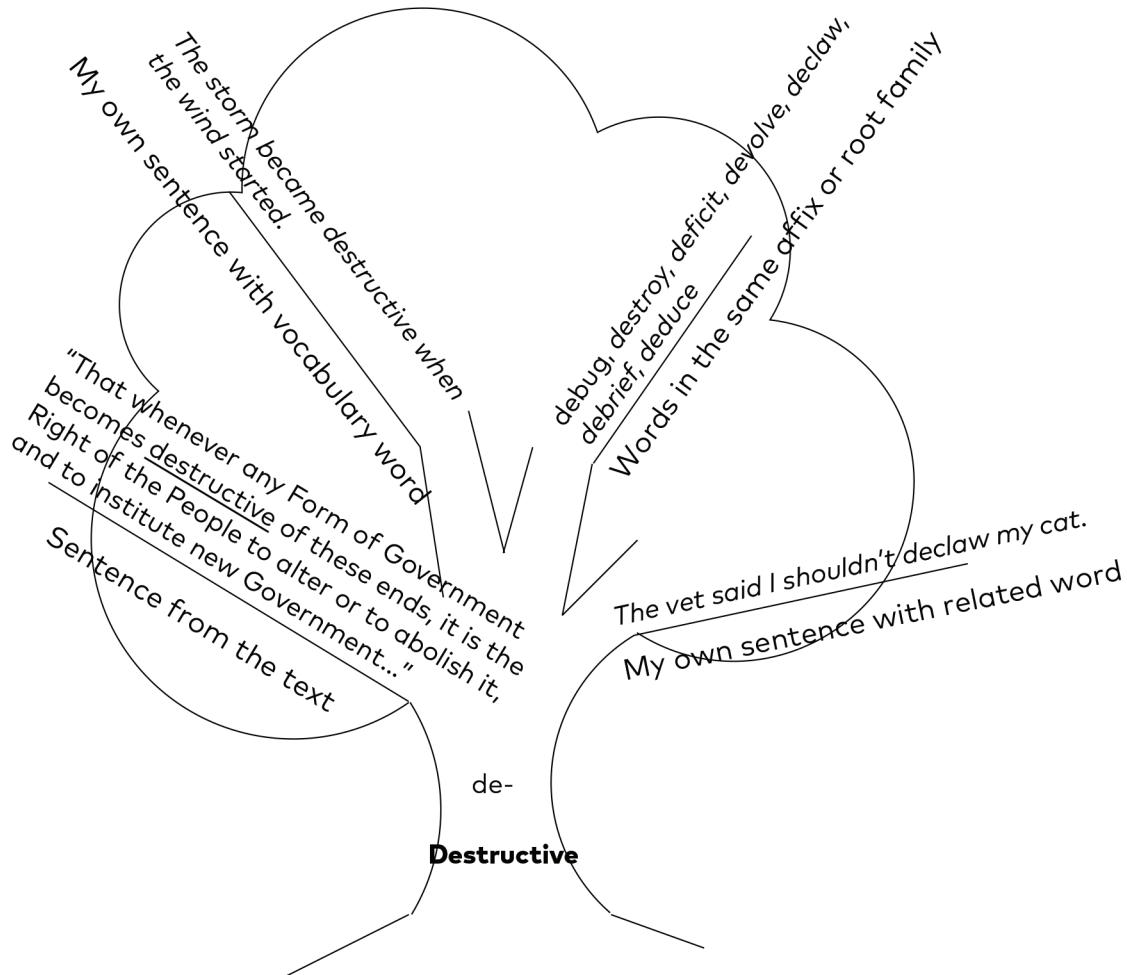 The storm became destructive when
the wind started.
My own sentence with vocabulary word
debug, destroy, deficit, devolve, declaw,
debrief, deduce
Words in the same affix or root family
"That whenever any Form of Government
becomes destructive of these ends, it is the
Right of the People to alter or to abolish it,
and to institute new Government..."
Sentence from the text
The vet said I shouldn't declaw my cat.
My own sentence with related word
de-
Destructive